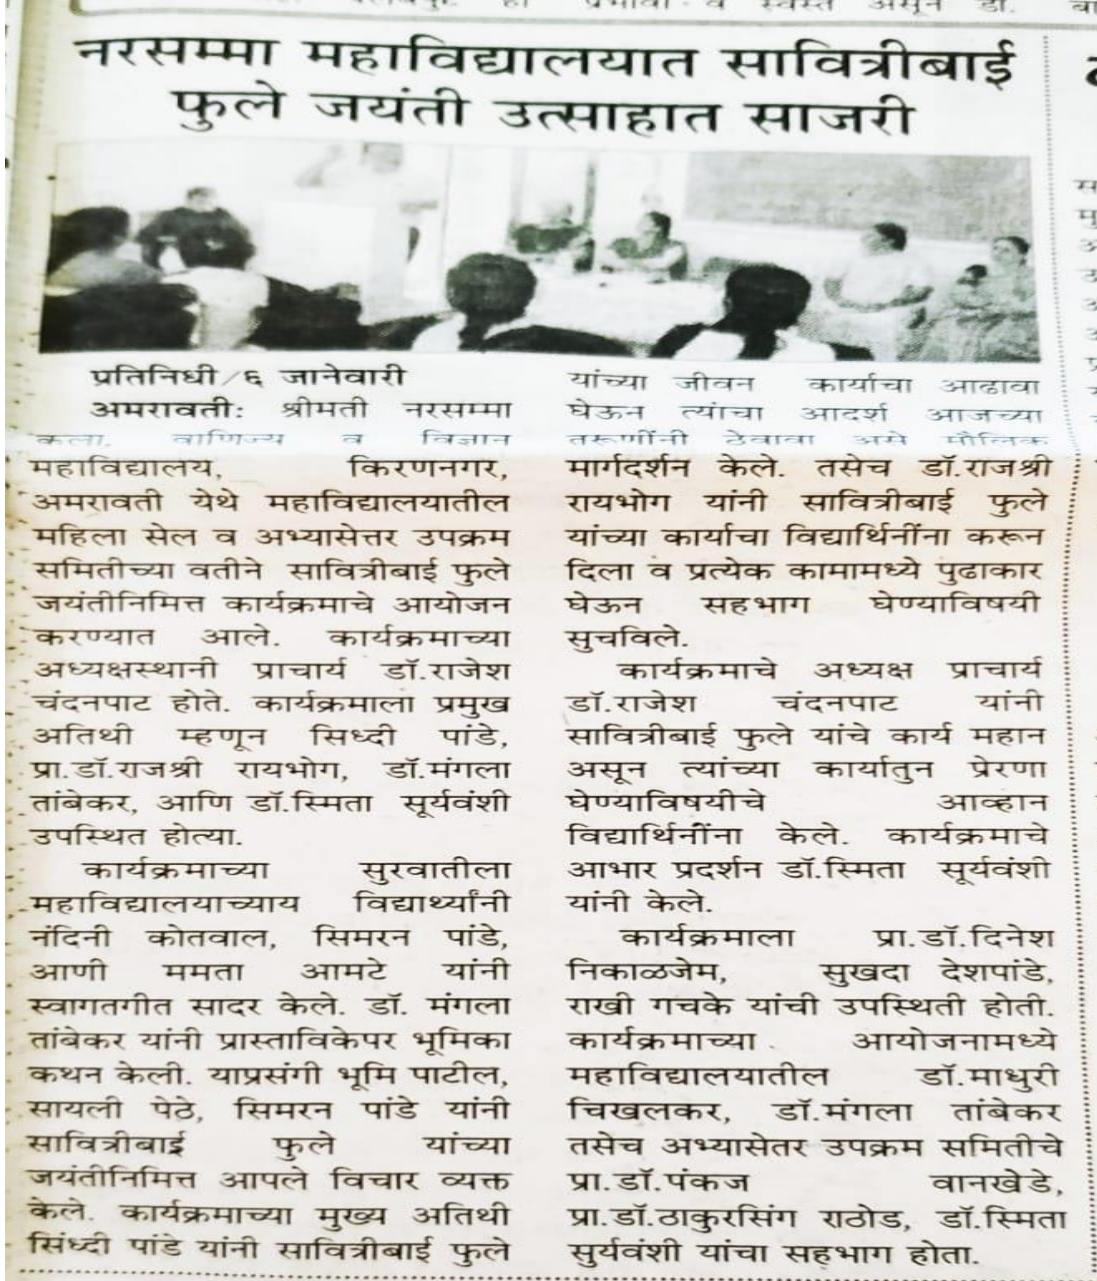 नरसम्मा महाविद्यालयात सावित्रीबाई
फुले जयंती उत्साहात साजरी
प्रतिनिधी/६ जानेवारी
अमरावती: श्रीमती नरसम्मा
कला, वाणिज्य व विज्ञान
महाविद्यालय, किरणनगर,
अमरावती येथे महाविद्यालयातील
महिला सेल व अभ्यासेत्तर उपक्रम
समितीच्या वतीने सावित्रीबाई फुले
जयंतीनिमित्त कार्यक्रमाचे आयोजन
करण्यात आले. कार्यक्रमाच्या
अध्यक्षस्थानी प्राचार्य डॉ.राजेश
चंदनपाट होते. कार्यक्रमाला प्रमुख
अतिथी म्हणून सिध्दी पांडे,
प्रा.डॉ.राजश्री रायभोग, डॉ.मंगला
तांबेकर, आणि डॉ.स्मिता सूर्यवंशी
उपस्थित होत्या.
कार्यक्रमाच्या सुरवातीला
महाविद्यालयाच्याय विद्यार्थ्यांनी
नंदिनी कोतवाल, सिमरन पांडे,
आणी ममता आमटे यांनी
स्वागतगीत सादर केले. डॉ. मंगला
तांबेकर यांनी प्रास्ताविकेपर भूमिका
कथन केली. याप्रसंगी भूमि पाटील,
सायली पेठे, सिमरन पांडे यांनी
सावित्रीबाई फुले यांच्या
जयंतीनिमित्त आपले विचार व्यक्त
केले. कार्यक्रमाच्या मुख्य अतिथी
सिंध्दी पांडे यांनी सावित्रीबाई फुले
यांच्या जीवन कार्याचा आढावा
घेऊन त्यांचा आदर्श आजच्या
तरूणींनी ठेवावा असे मौलिक
मार्गदर्शन केले. तसेच डॉ.राजश्री
रायभोग यांनी सावित्रीबाई फुले
यांच्या कार्याचा विद्यार्थिनींना करून
दिला व प्रत्येक कामामध्ये पुढाकार
घेऊन सहभाग घेण्याविषयी
सुचविले.
कार्यक्रमाचे अध्यक्ष प्राचार्य
डॉ.राजेश चंदनपाट यांनी
सावित्रीबाई फुले यांचे कार्य महान
असून त्यांच्या कार्यातुन प्रेरणा
घेण्याविषयीचे आव्हान
विद्यार्थिनींना केले. कार्यक्रमाचे
आभार प्रदर्शन डॉ.स्मिता सूर्यवंशी
यांनी केले.
कार्यक्रमाला प्रा.डॉ.दिनेश
निकाळजेम, सुखदा देशपांडे,
राखी गचके यांची उपस्थिती होती.
कार्यक्रमाच्या आयोजनामध्ये
महाविद्यालयातील डॉ.माधुरी
चिखलकर, डॉ.मंगला तांबेकर
तसेच अभ्यासेतर उपक्रम समितीचे
प्रा.डॉ.पंकज वानखेडे,
प्रा.डॉ.ठाकुरसिंग राठोड, डॉ.स्मिता
सुर्यवंशी यांचा सहभाग होता.